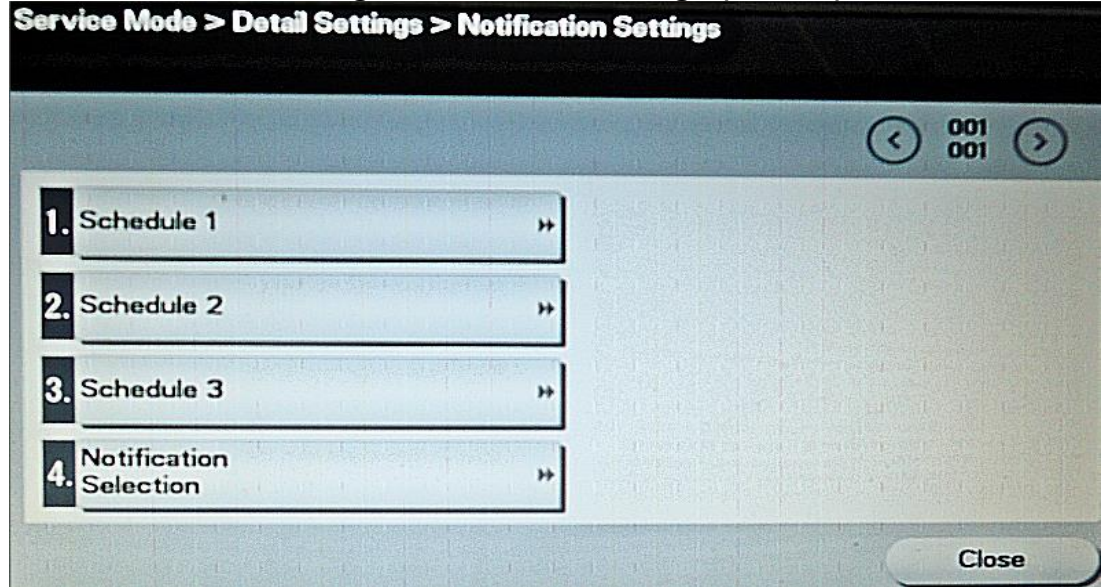 Service Mode > Detail Settings > Notification Settings
001
001
1. Schedule 1
2. Schedule 2
3. Schedule 3
4. Notification
Selection
Close